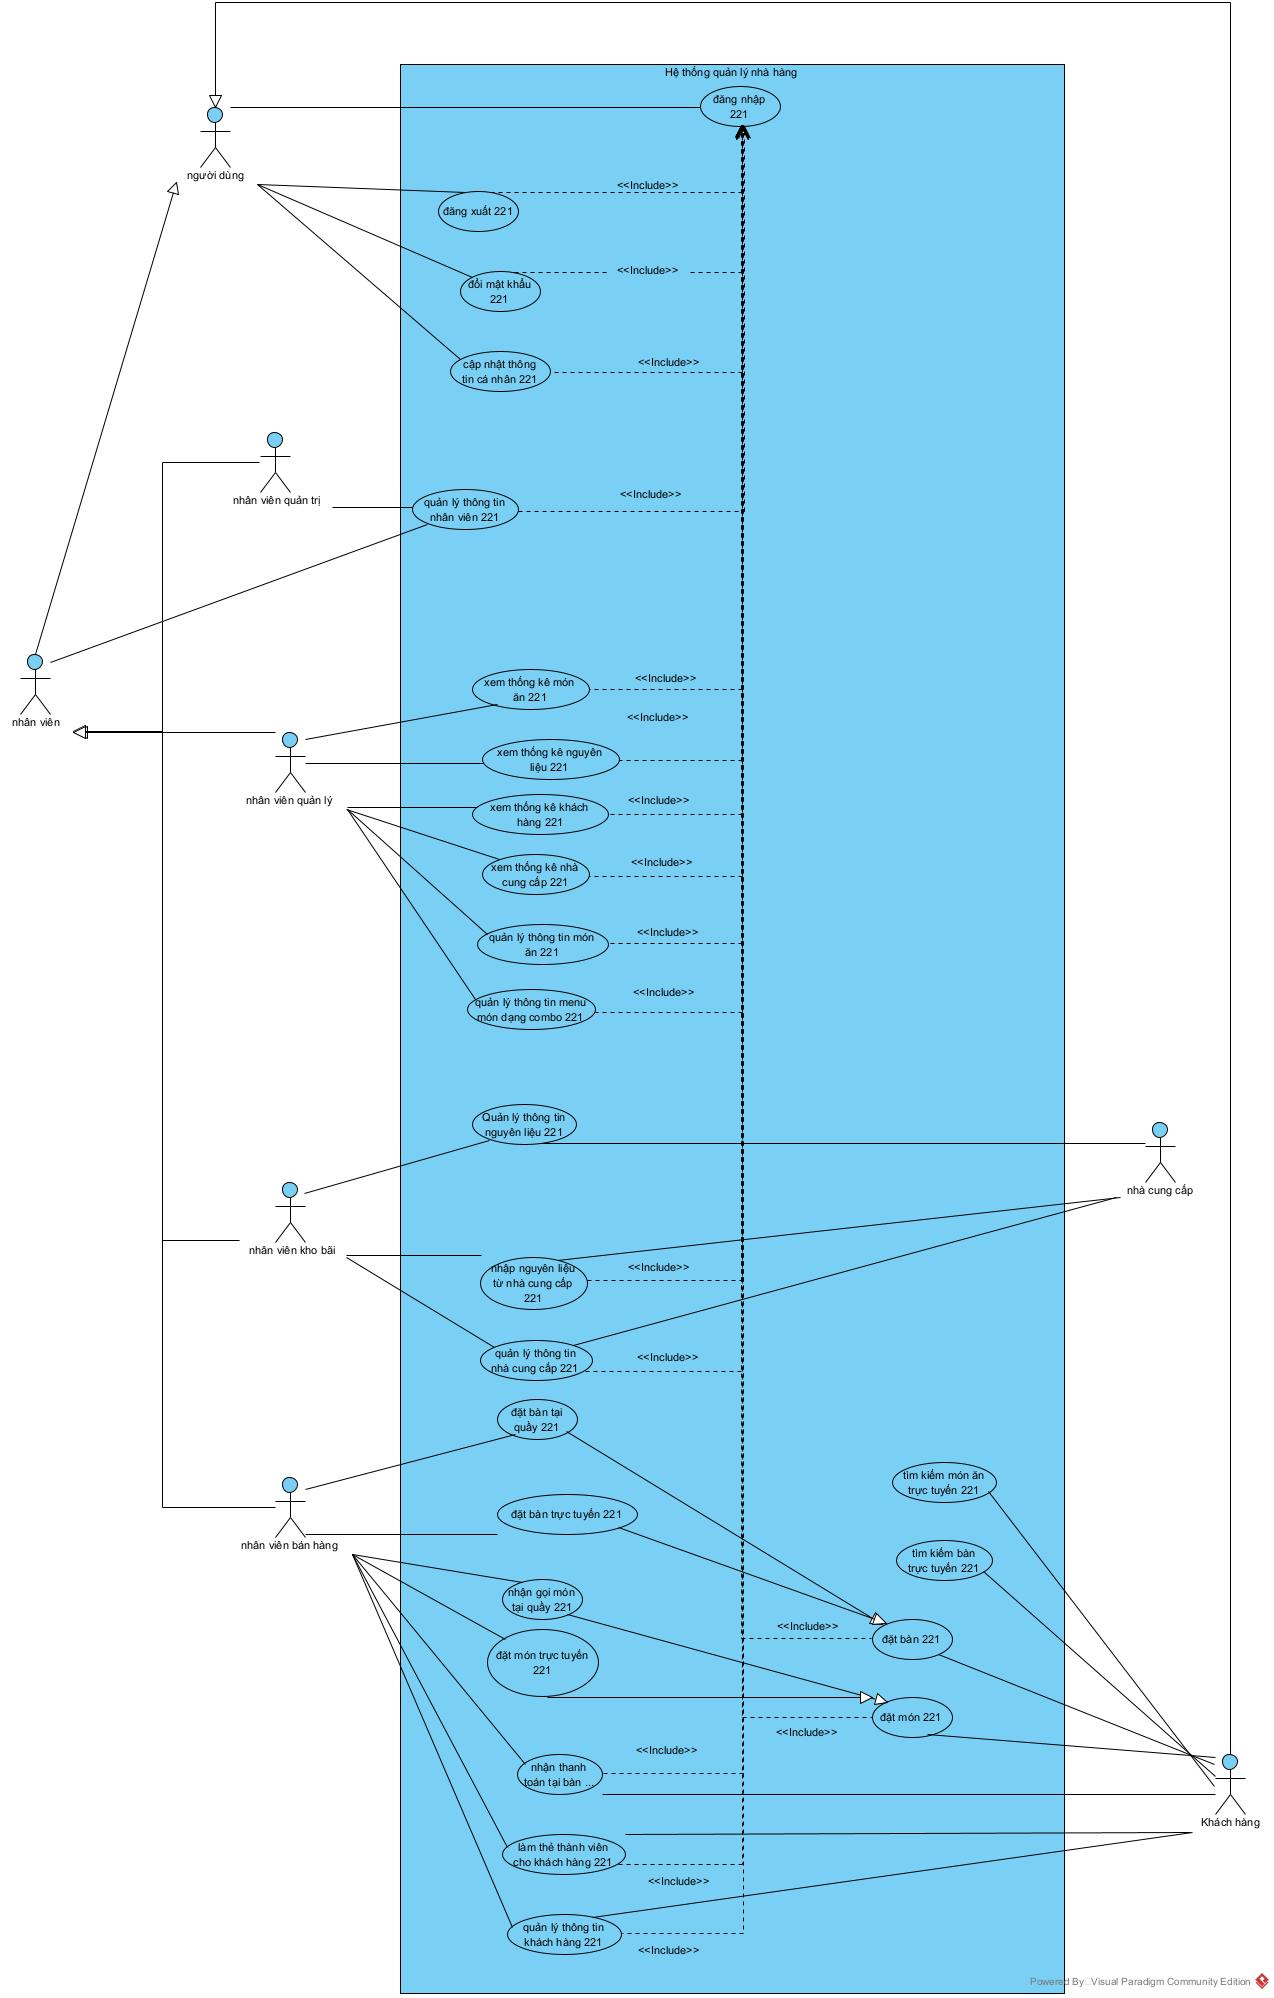 Hệ thống quản lý nhà hàng
đăng nhập
221
người dùng
<<Include>>
đăng xuất 221
<<Include>>
đổi mật khẩu
221
<<Include>>
cập nhật thông
tin cá nhân 221
nhân viên quản trị
<<Include>>
quản lý thông tin
nhân viên 221
nhân viên
<<Include>>
xem thống kê món
ăn 221
<<Include>>
xem thống kê nguyên
liệu 221
nhân viên quản lý
<<Include>>
xem thống kê khách
hàng 221
<<Include>>
xem thống kê nhà
cung cấp 221
<<Include>>
quản lý thông tin món
ăn 221
<<Include>>
quản lý thông tin menu
món dạng combo 221
Quản lý thông tin
nguyên liệu 221
nhà cung cấp
nhân viên kho bãi
nhập nguyên liệu
từ nhà cung cấp
221
<<Include>>
quản lý thông tin
nhà cung cấp 221
<<Include>>
đặt bàn tại
quầy 221
tìm kiếm món ăn
trực tuyến 221
đặt bàn trực tuyến 221
nhân viên bán hàng
tìm kiếm bàn
trực tuyến 221
nhận gọi món
tại quầy 221
<<Include>>
đặt bàn 221
đặt món trực tuyến
221
đặt món 221
<<Include>>
<<Include>>
nhận thanh
toán tại bàn ...
Khách hàng
làm thẻ thành viên
cho khách hàng 221
<<Include>>
quản lý thông tin
khách hàng 221
<<Include>>
Powered By Visual Paradigm Community Edition